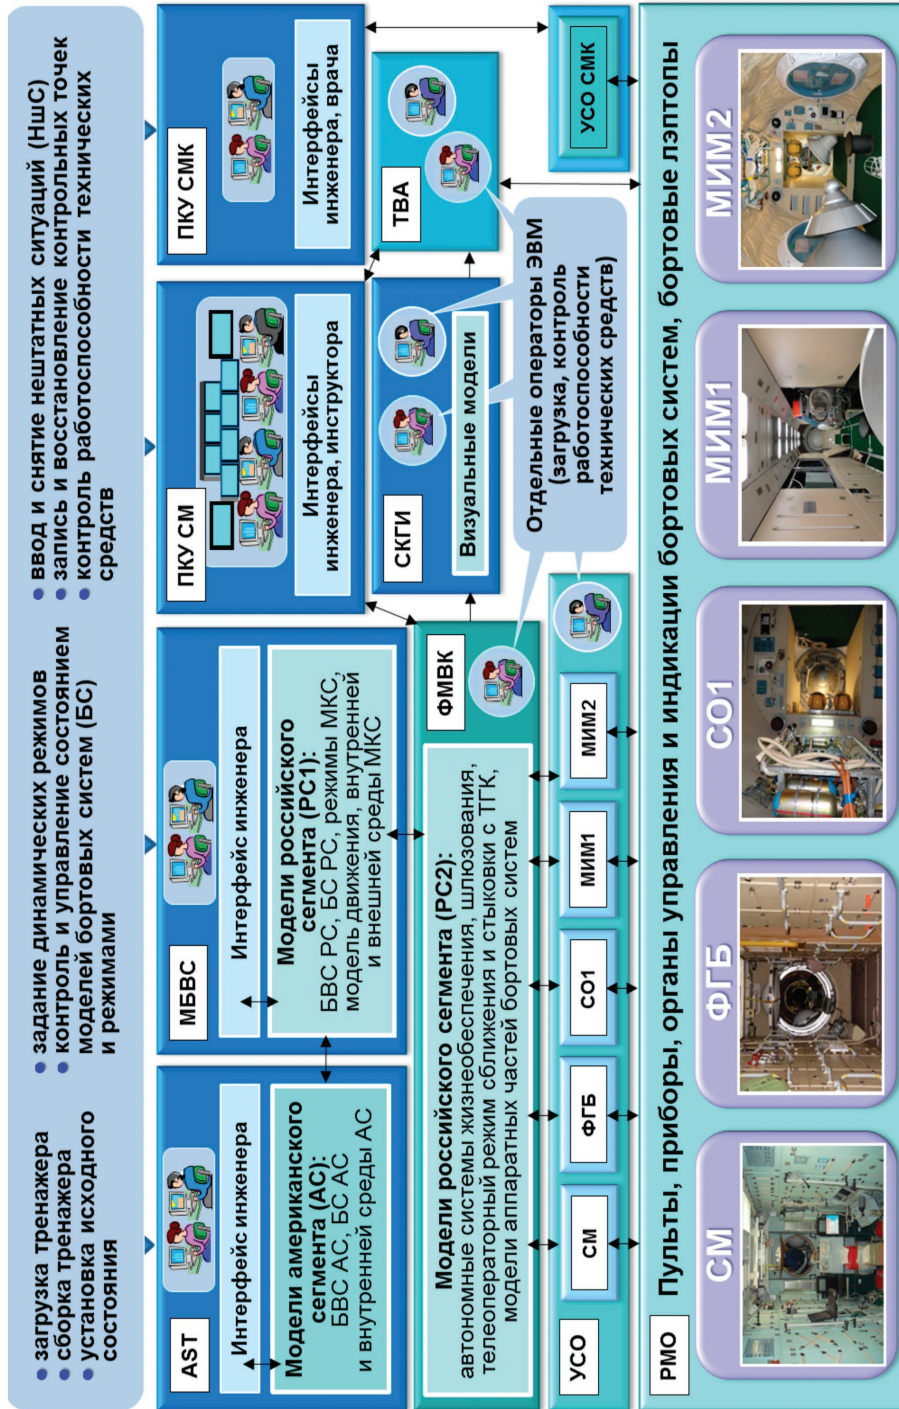 загрузка тренажера
сборка тренажера
установка исходного
состояния
задание динамических режимов
контроль и управление состоянием
моделей бортовых систем (БС)
и режимами
ввод и снятие нештатных ситуаций (НшС)
запись и восстановление контрольных точек
контроль работоспособности технических
средств
AST
Интерфейс инженера
Модели американского
сегмента (АС):
БВС АС, БС АС
и внутренней среды АС
МБВС
Интерфейс инженера
Модели российского
сегмента (РС1):
БВС РС, БС РС, режимы МКС,
модель движения, внутренней
и внешней среды МКС
ПКУ СМ
Интерфейсы
инженера, инструктора
ПКУ СМК
Интерфейсы
инженера, врача
СКГИ
Визуальные модели
ТВА
ФМВК
Модели российского сегмента (РС2):
автономные системы жизнеобеспечения, шлюзования,
телеоператорный режим сближения и стыковки с ТГК,
модели аппаратных частей бортовых систем
Отдельные операторы ЭВМ
(загрузка, контроль
работоспособности
технических средств)
УСО
СМ
ФГБ
СО1
МИМ1
МИМ2
УСО СМК
РМО
Пульты, приборы, органы управления и индикации бортовых систем, бортовые лэптопы
СМ
ФГБ
СО1
МИМ1
МИМ2